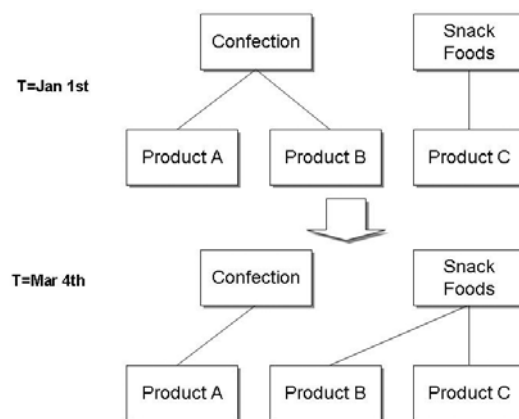 Confection
Snack
Foods
T=Jan 1st
Product A
Product B
Product C
T=Mar 4th
Confection
Snack
Foods
Product A
Product B
Product C